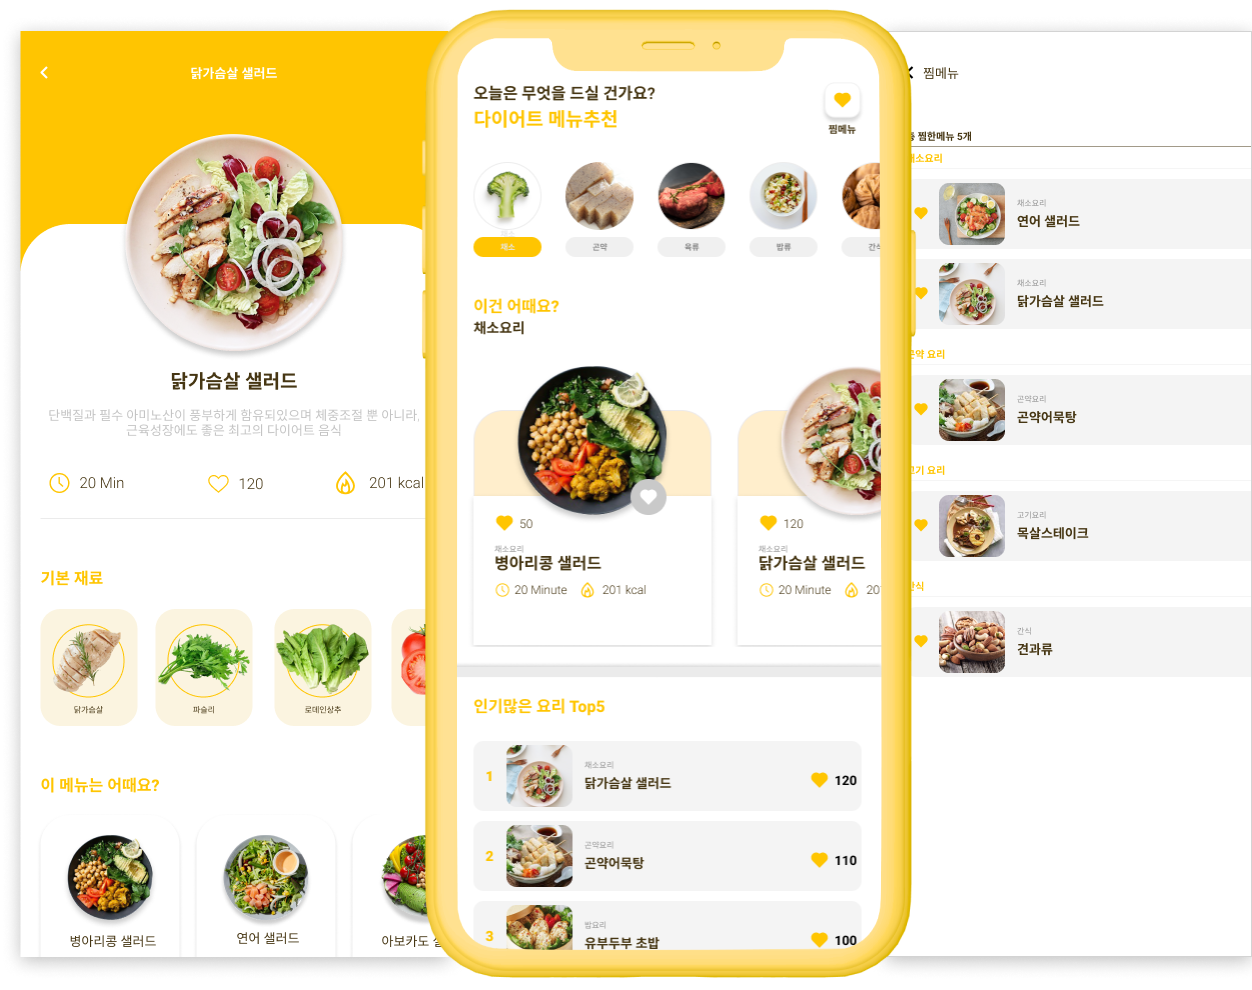 닭가슴살 샐러드
닭가슴살 샐러드
단백질과 필수 아미노산이 풍부하게 함유되있으며 체중조절 뿐 아니라,
근육성장에도 좋은 최고의 다이어트 음식
20 Min
120
201 kcal
기본 재료
닭가슴살
파슬리
로데인상추
이 메뉴는 어때요?
병아리콩 샐러드
연어 샐러드
아보카도
오늘은 무엇을 드실 건가요?
다이어트 메뉴추천
찜메뉴
채소
채소
곤약
육류
밥류
간식
이건 어때요?
채소요리
50
채소요리
병아리콩 샐러드
20 Minute
201 kcal
120
채소요리
닭가슴살 샐러드
20 Minute
20
인기많은 요리 Top5
1
채소요리
닭가슴살 샐러드
120
2
곤약요리
곤약어묵탕
110
3
밥요리
유부두부 초밥
100
찜메뉴
찜한메뉴 5개
채소요리
채소요리
연어 샐러드
채소요리
닭가슴살 샐러드
곤약 요리
곤약요리
곤약어묵탕
고기 요리
고기요리
목살스테이크
간식
간식
견과류